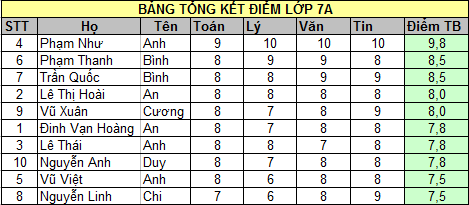 BẢNG TỔNG KẾT ĐIỂM LỚP 7A
STT Họ Tên Toán Lý Văn Tin Điểm TB
4 Phạm Như Anh 9 10 10 10 9,8
6 Phạm Thanh Bình 8 9 9 8 8,5
7 Trần Quốc Bình 8 8 9 9 8,5
2 Lê Thị Hoài An 8 8 8 8 8,0
9 Vũ Xuân Cương 8 7 8 9 8,0
1 Đinh Vạn Hoàng An 8 7 8 8 7,8
3 Lê Thái Anh 8 8 7 8 7,8
10 Nguyễn Anh Duy 8 7 8 8 7,8
5 Vũ Việt Anh 8 6 8 8 7,5
8 Nguyễn Linh Chi 7 6 8 9 7,5